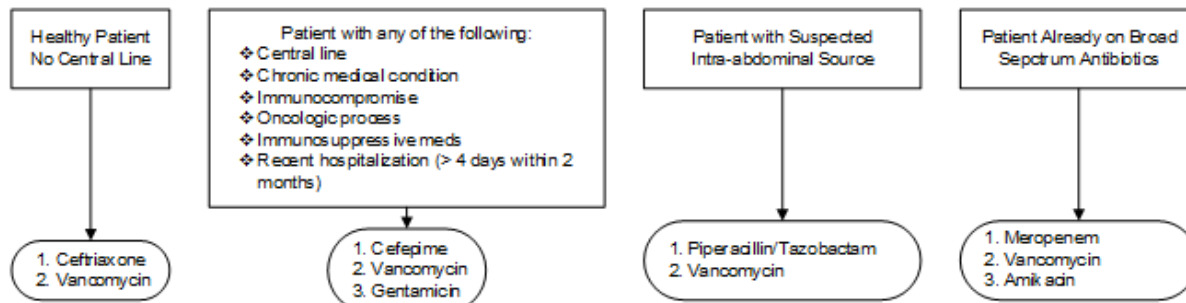 Healthy Patient
No Central Line
Patient with any of the following:
❖ Central line
❖ Chronic medical condition
❖ Immunocompromise
❖ Oncologic process
❖ Immunosuppressive meds
❖ Recent hospitalization (> 4 days within 2
months)
Patient with Suspected
Intra-abdominal Source
Patient Already on Broad
Sepctrum Antibiotics
1. Ceftriaxone
2. Vancomycin
1. Cefepime
2. Vancomycin
3. Gentamicin
1. Piperacillin/Tazobactam
2. Vancomycin
1. Meropenem
2. Vancomycin
3. Amikacin